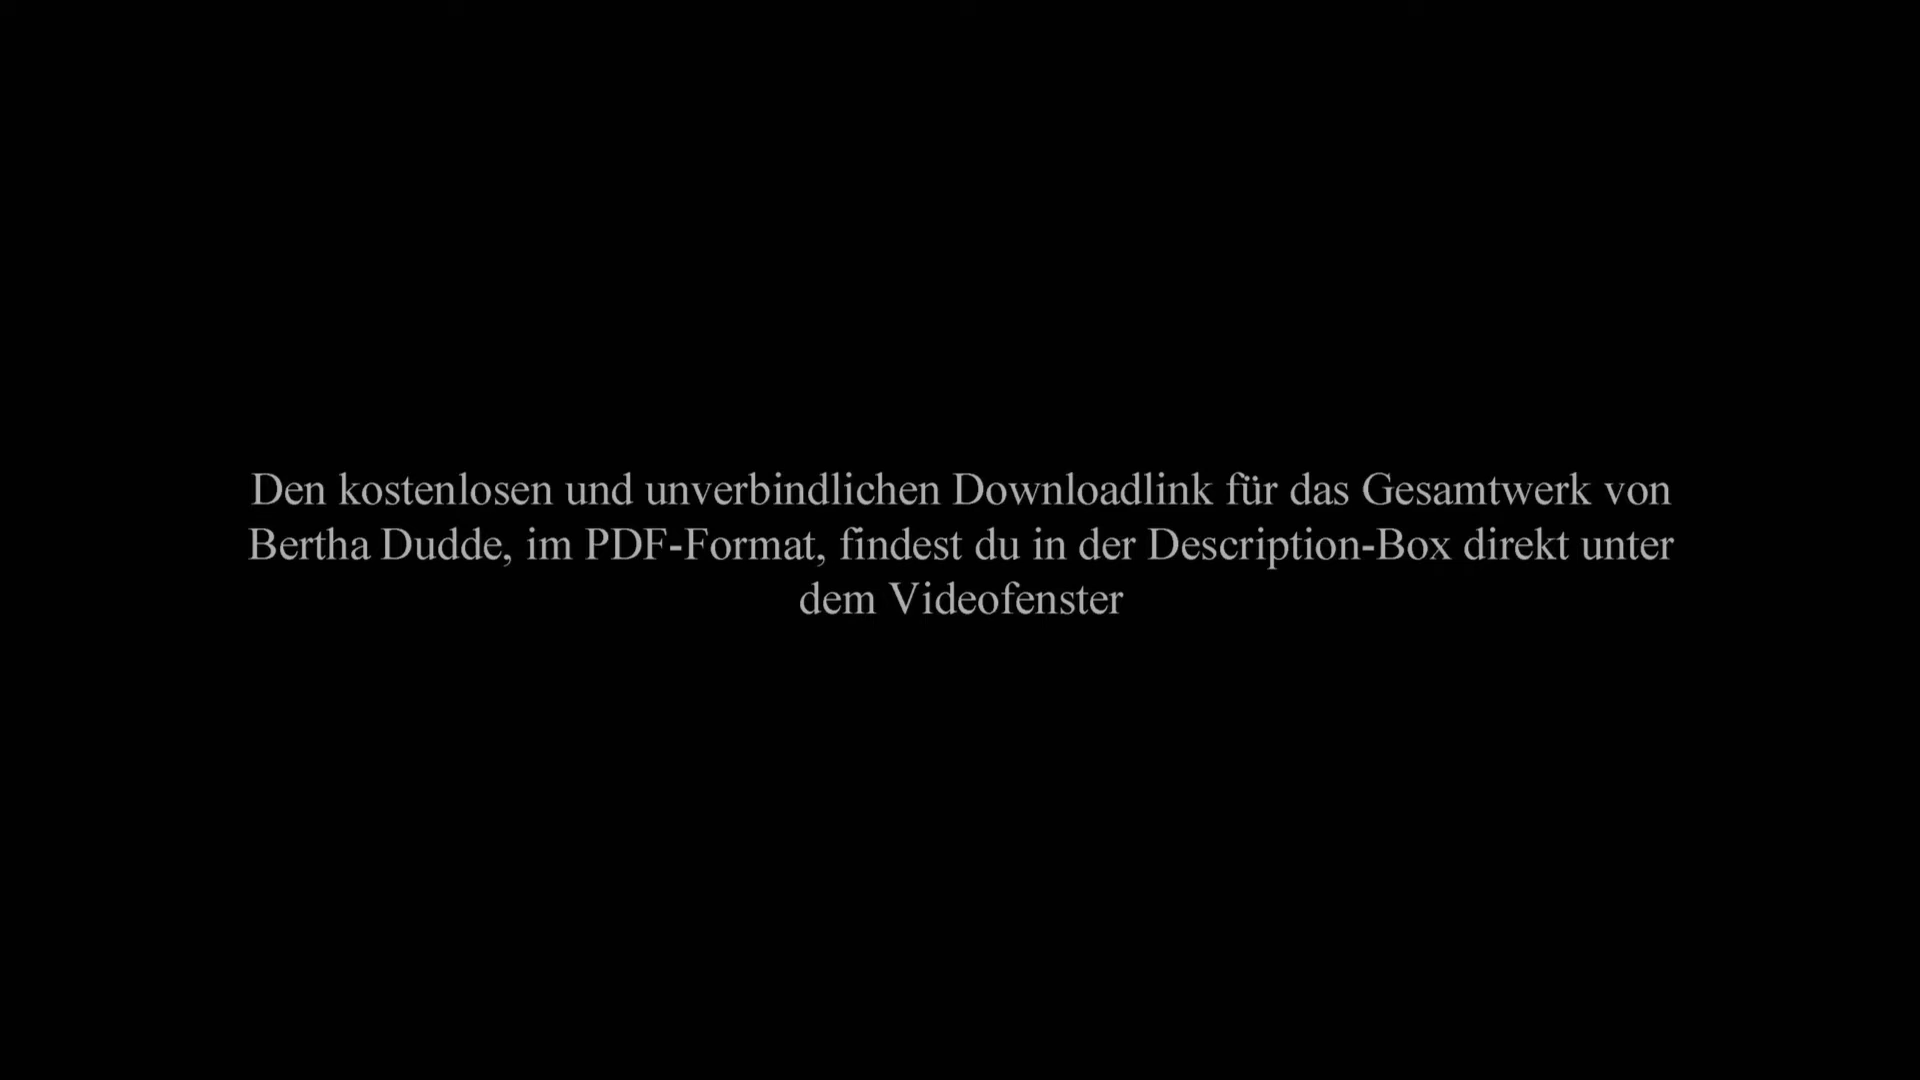 Den kostenlosen und unverbindlichen Downloadlink für das Gesamtwerk von
Bertha Dudde, im PDF-Format, findest du in der Description-Box direkt unter
dem Videofenster